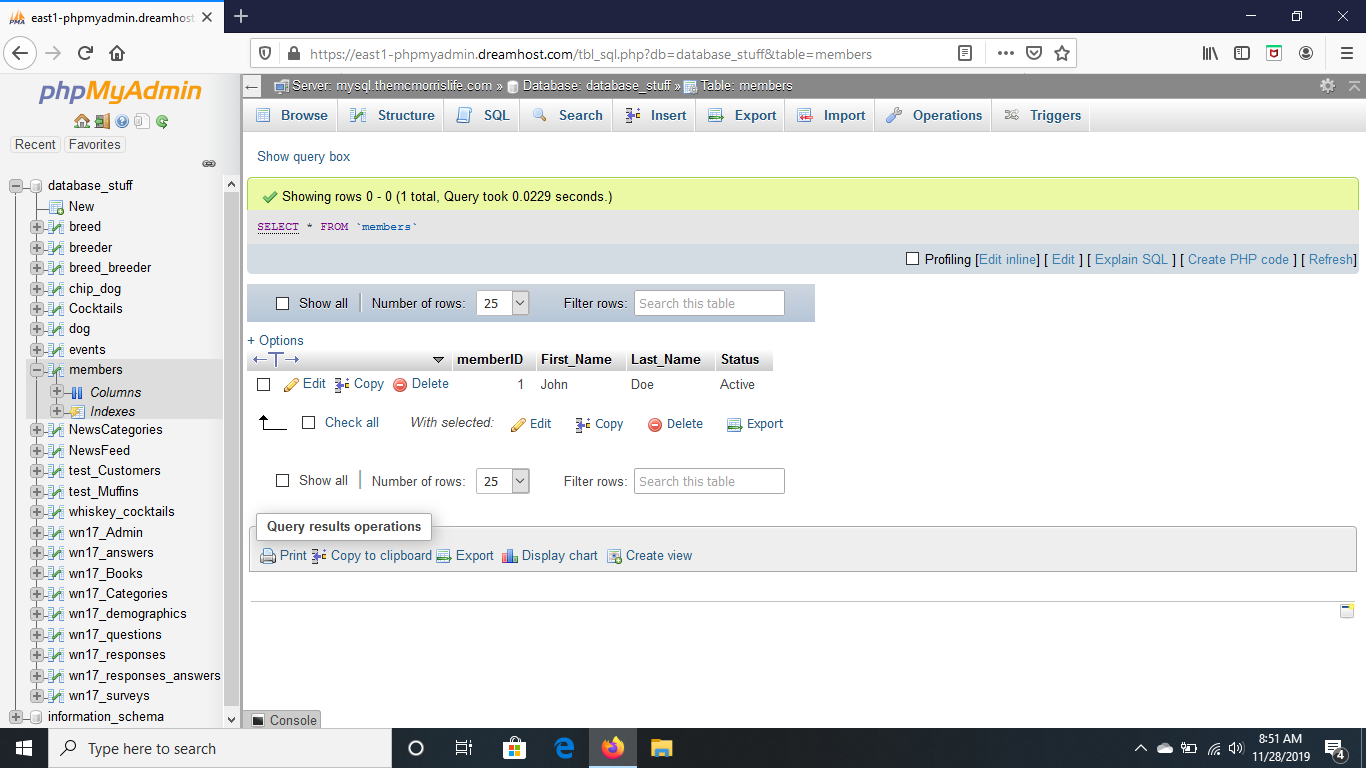 east1-phpmyadmin.dreamhost
https://east1-phpmyadmin.dreamhost.com/tbl_sql.php?db=database_stuff&table=members
phpMyAdmin
Recent Favorites
database_stuff
New
breed
breeder
breed_breeder
chip_dog
Cocktails
dog
events
members
Columns
Indexes
NewsCategories
NewsFeed
test_Customers
test_Muffins
whiskey_cocktails
wn17_Admin
wn17_answers
wn17_Books
wn17_Categories
wn17_demographics
wn17_questions
wn17_responses
wn17_responses_answers
wn17_surveys
information_schema
Server: mysql.themcmorrislife.com » Database: database_stuff » Table: members
Browse Structure SQL Search Insert Export Import Operations Triggers
Show query box
Showing rows 0 - 0 (1 total, Query took 0.0229 seconds.)
SELECT * FROM `members`
Profiling [Edit inline] [ Edit ] [ Explain SQL ] [ Create PHP code ] [ Refresh]
Show all Number of rows: 25 Filter rows: Search this table
+ Options
←T→ memberID First_Name Last_Name Status
Edit Copy Delete 1 John Doe Active
Check all With selected: Edit Copy Delete Export
Show all Number of rows: 25 Filter rows: Search this table
Query results operations
Print Copy to clipboard Export Display chart Create view
Console
Type here to search
8:51 AM
11/28/2019
4